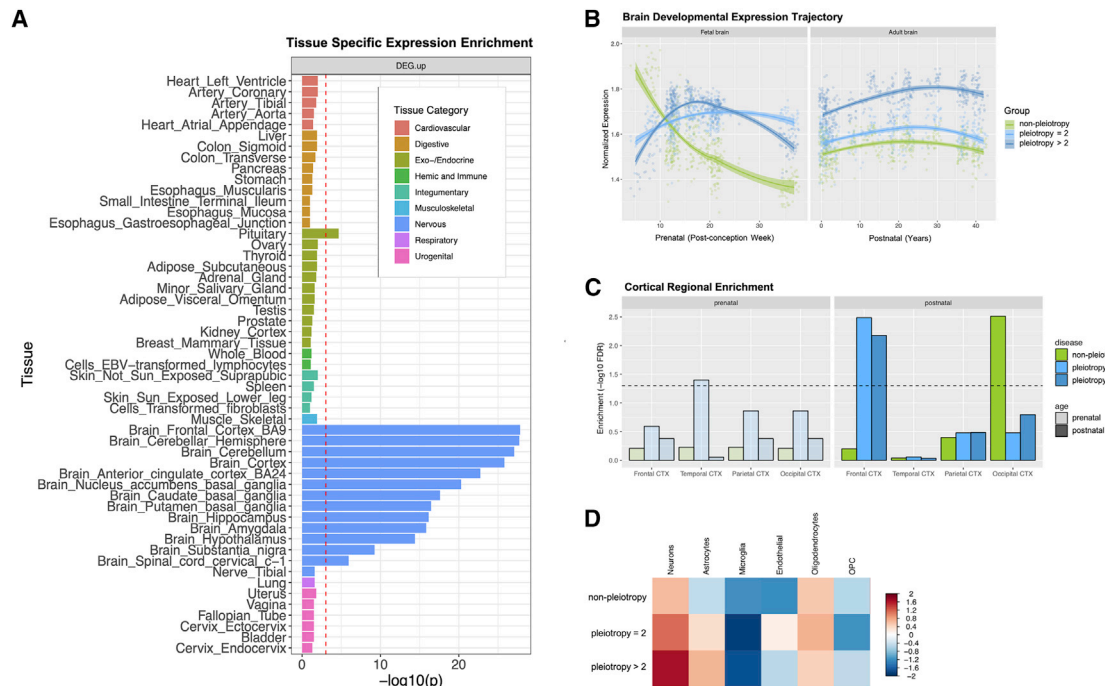 A
Tissue Specific Expression Enrichment
DEG.up
Heart_Left_Ventricle
Artery_Coronary
Artery_Tibial
Artery_Aorta
Heart_Atrial_Appendage
Liver
Colon_Sigmoid
Colon_Transverse
Pancreas
Stomach
Esophagus_Muscularis
Small_Intestine_Terminal_Ileum
Esophagus_Mucosa
Esophagus_Gastroesophageal_Junction
Pituitary
Ovary
Thyroid
Adipose_Subcutaneous
Adrenal_Gland
Minor_Salivary_Gland
Adipose_Visceral_Omentum
Testis
Prostate
Kidney_Cortex
Breast_Mammary_Tissue
Whole_Blood
Cells_EBV−transformed_lymphocytes
Skin_Not_Sun_Exposed_Suprapubic
Spleen
Skin_Sun_Exposed_Lower_leg
Cells_Transformed_fibroblasts
Muscle_Skeletal
Brain_Frontal_Cortex_BA9
Brain_Cerebellar_Hemisphere
Brain_Cerebellum
Brain_Cortex
Brain_Anterior_cingulate_cortex_BA24
Brain_Nucleus_accumbens_basal_ganglia
Brain_Caudate_basal_ganglia
Brain_Putamen_basal_ganglia
Brain_Hippocampus
Brain_Amygdala
Brain_Hypothalamus
Brain_Substantia_nigra
Brain_Spinal_cord_cervical_c−1
Nerve_Tibial
Lung
Uterus
Vagina
Fallopian_Tube
Cervix_Ectocervix
Bladder
Cervix_Endocervix
Tissue
0 10 20
−log10(p)
Tissue Category
Cardiovascular
Digestive
Exo−/Endocrine
Hemic and Immune
Integumentary
Musculoskeletal
Nervous
Respiratory
Urogenital
B
Brain Developmental Expression Trajectory
Fetal brain Adult brain
2.0
1.8
1.6
1.4
Normalized Expression
10 20 30 0 10 20 30 40
Prenatal (Post−conception Week) Postnatal (Years)
Group
non−pleiotropy
pleiotropy = 2
pleiotropy > 2
C
Cortical Regional Enrichment
prenatal postnatal
2.5
2.0
1.5
1.0
0.5
0.0
Enrichment (−log10 FDR)
Frontal CTX Temporal CTX Parietal CTX Occipital CTX Frontal CTX Temporal CTX Parietal CTX Occipital CTX
disease
non−pleiot
pleiotropy
pleiotropy
age
prenatal
postnatal
D
Neurons
Astrocytes
Microglia
Endothelial
Oligodendrocytes
OPC
non−pleiotropy
pleiotropy = 2
pleiotropy > 2
2
1.6
1.2
0.8
0.4
0
−0.4
−0.8
−1.2
−1.6
−2